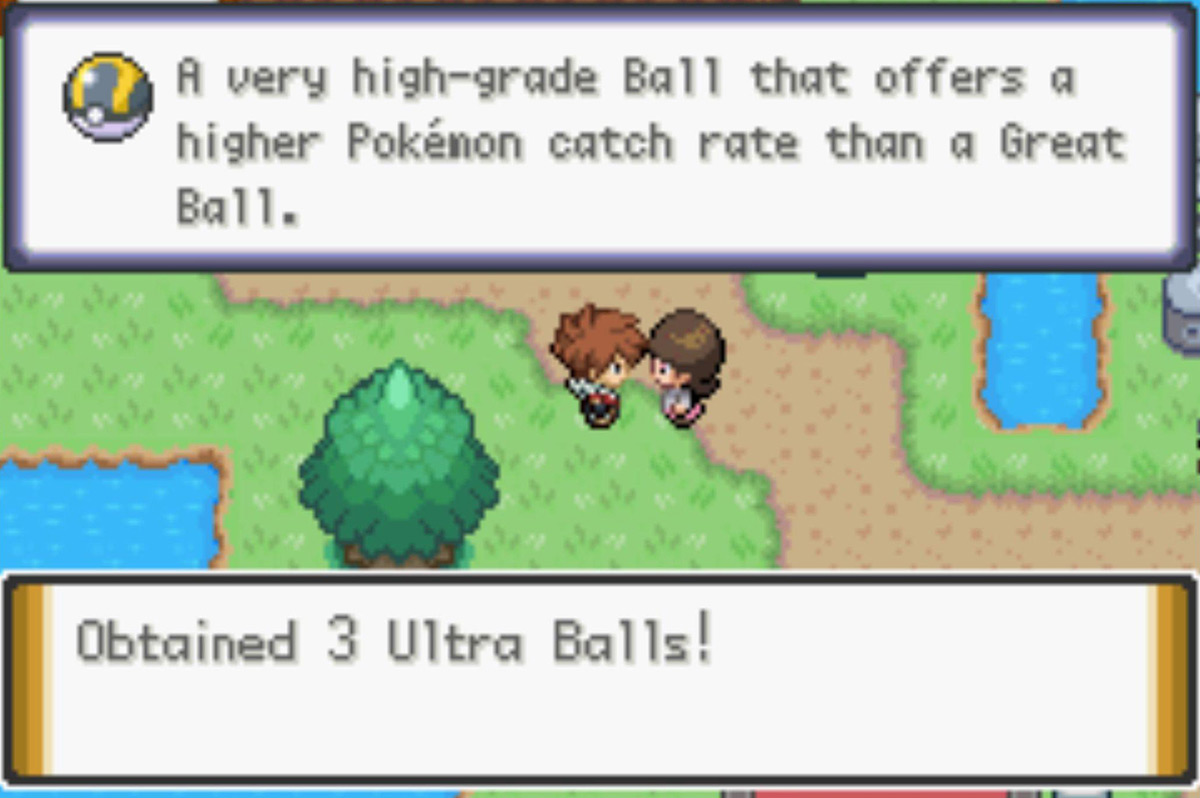 A very high-grade Ball that offers a
higher Pokémon catch rate than a Great
Ball.
Obtained 3 Ultra Balls!